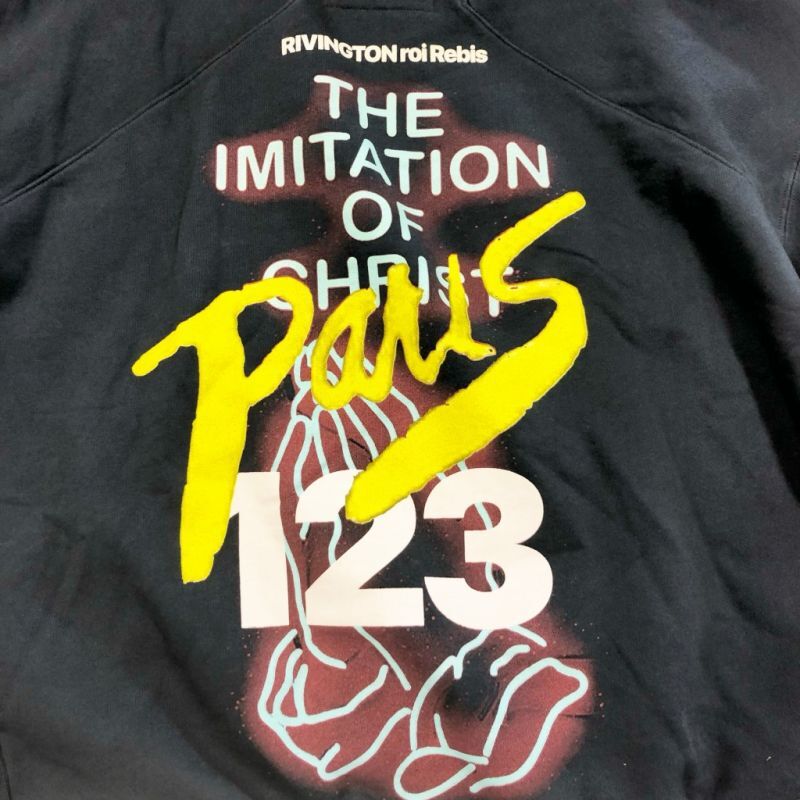 RIVINGTON roi Rebis
THE
IMITATION
OF
CHRIST
Paris
123